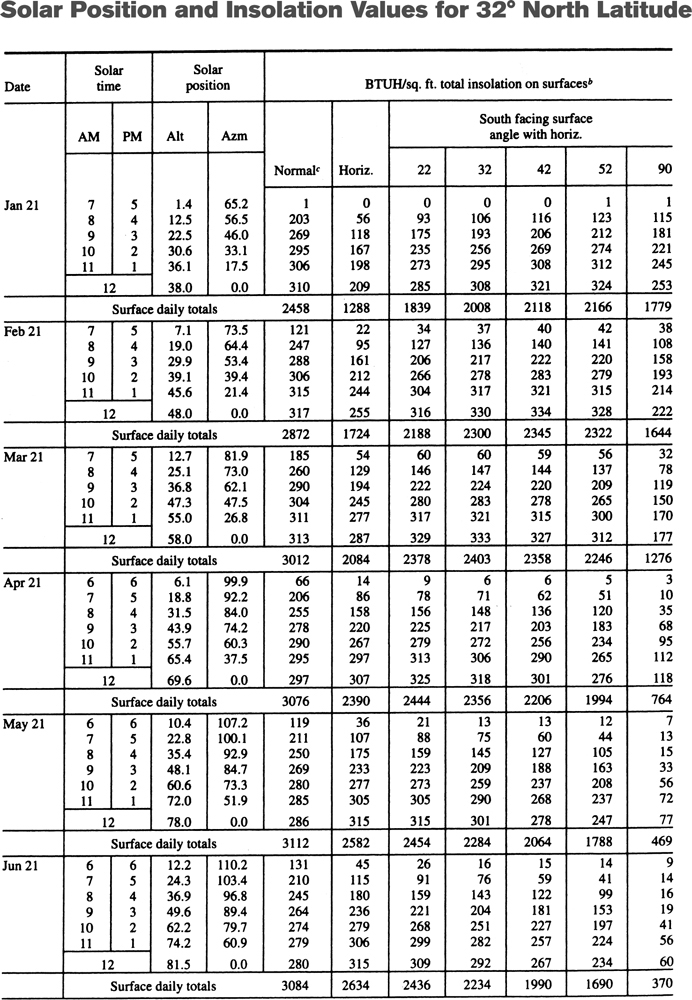 Solar Position and Insolation Values for 32° North Latitude
Date Solar time Solar position BTUH/sq. ft. total insolation on surfacesᵇ
South facing surface angle with horiz.
AM PM Alt Azm Normalᶜ Horiz. 22 32 42 52 90
Jan 21 7 5 1.4 65.2 1 0 0 0 0 1 1
8 4 12.5 56.5 203 56 93 106 116 123 115
9 3 22.5 46.0 269 118 175 193 206 212 181
10 2 30.6 33.1 295 167 235 256 269 274 221
11 1 36.1 17.5 306 198 273 295 308 312 245
12 38.0 0.0 310 209 285 308 321 324 253
Surface daily totals 2458 1288 1839 2008 2118 2166 1779
Feb 21 7 5 7.1 73.5 121 22 34 37 40 42 38
8 4 19.0 64.4 247 95 127 136 140 141 108
9 3 29.9 53.4 288 161 206 217 222 220 158
10 2 39.1 39.4 306 212 266 278 283 279 193
11 1 45.6 21.4 315 244 304 317 321 315 214
12 48.0 0.0 317 255 316 330 334 328 222
Surface daily totals 2872 1724 2188 2300 2345 2322 1644
Mar 21 7 5 12.7 81.9 185 54 60 60 59 56 32
8 4 25.1 73.0 260 129 146 147 144 137 78
9 3 36.8 62.1 290 194 222 224 220 209 119
10 2 47.3 47.5 304 245 280 283 278 265 150
11 1 55.0 26.8 311 277 317 321 315 300 170
12 58.0 0.0 313 287 329 333 327 312 177
Surface daily totals 3012 2084 2378 2403 2358 2246 1276
Apr 21 6 6 6.1 99.9 66 14 9 6 6 5 3
7 5 18.8 92.2 206 86 78 71 62 51 10
8 4 31.5 84.0 255 158 156 148 136 120 35
9 3 43.9 74.2 278 220 225 217 203 183 68
10 2 55.7 60.3 290 267 279 272 256 234 95
11 1 65.4 37.5 295 297 313 306 290 265 112
12 69.6 0.0 297 307 325 318 301 276 118
Surface daily totals 3076 2390 2444 2356 2206 1994 764
May 21 6 6 10.4 107.2 119 36 21 13 13 12 7
7 5 22.8 100.1 211 107 88 75 60 44 13
8 4 35.4 92.9 250 175 159 145 127 105 15
9 3 48.1 84.7 269 233 223 209 188 163 33
10 2 60.6 73.3 280 277 273 259 237 208 56
11 1 72.0 51.9 285 305 305 290 268 237 72
12 78.0 0.0 286 315 315 301 278 247 77
Surface daily totals 3112 2582 2454 2284 2064 1788 469
Jun 21 6 6 12.2 110.2 131 45 26 16 15 14 9
7 5 24.3 103.4 210 115 91 76 59 41 14
8 4 36.9 96.8 245 180 159 143 122 99 16
9 3 49.6 89.4 264 236 221 204 181 153 19
10 2 62.2 79.7 274 279 268 251 227 197 41
11 1 74.2 60.9 279 306 299 282 257 224 56
12 81.5 0.0 280 315 309 292 267 234 60
Surface daily totals 3084 2634 2436 2234 1990 1690 370